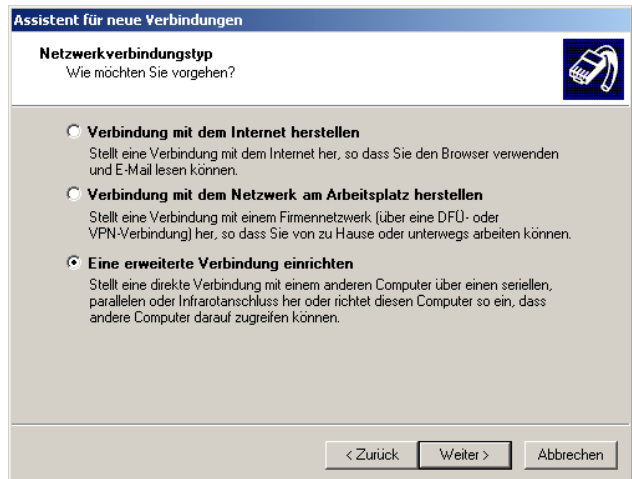 Assistent für neue Verbindungen
Netzwerkverbindungstyp
Wie möchten Sie vorgehen?
Verbindung mit dem Internet herstellen
Stellt eine Verbindung mit dem Internet her, so dass Sie den Browser verwenden
und E-Mail lesen können.
Verbindung mit dem Netzwerk am Arbeitsplatz herstellen
Stellt eine Verbindung mit einem Firmennetzwerk (über eine DFÜ- oder
VPN-Verbindung) her, so dass Sie von zu Hause oder unterwegs arbeiten können.
Eine erweiterte Verbindung einrichten
Stellt eine direkte Verbindung mit einem anderen Computer über einen seriellen,
parallelen oder Infrarotanschluss her oder richtet diesen Computer so ein, dass
andere Computer darauf zugreifen können.
< Zurück Weiter > Abbrechen